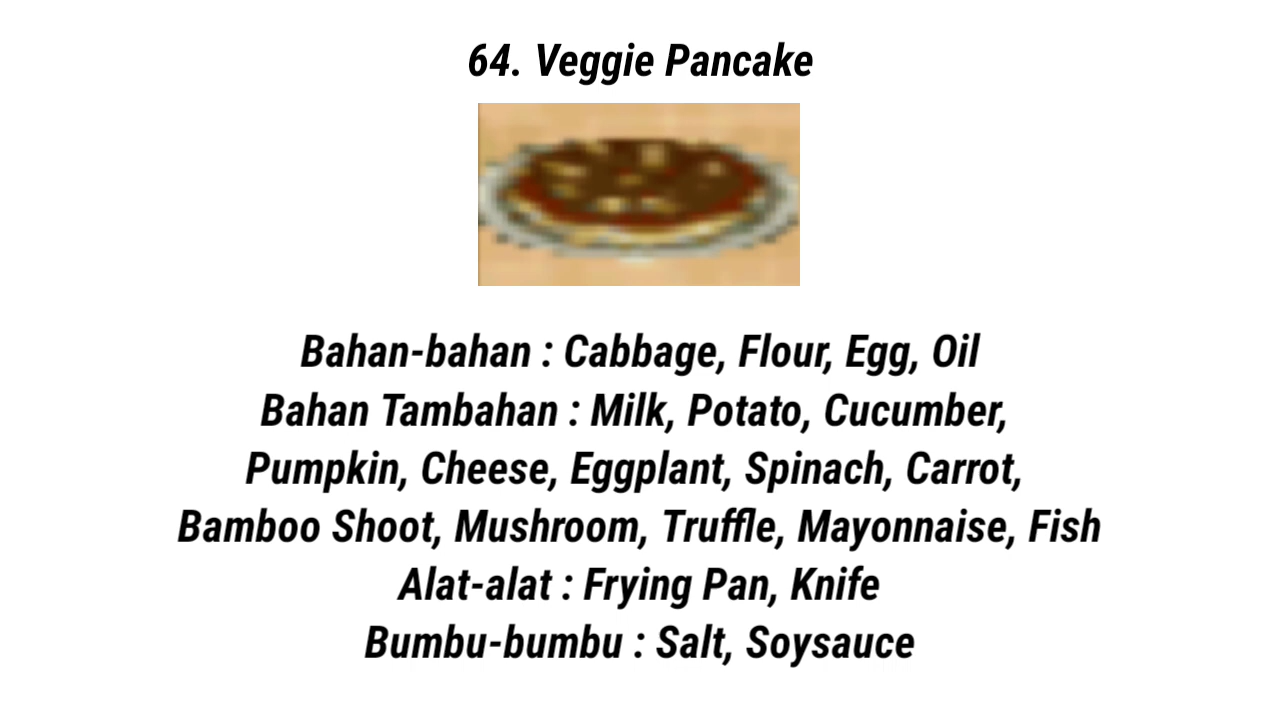 64. Veggie Pancake
Bahan-bahan : Cabbage, Flour, Egg, Oil
Bahan Tambahan : Milk, Potato, Cucumber,
Pumpkin, Cheese, Eggplant, Spinach, Carrot,
Bamboo Shoot, Mushroom, Truffle, Mayonnaise, Fish
Alat-alat : Frying Pan, Knife
Bumbu-bumbu : Salt, Soysauce